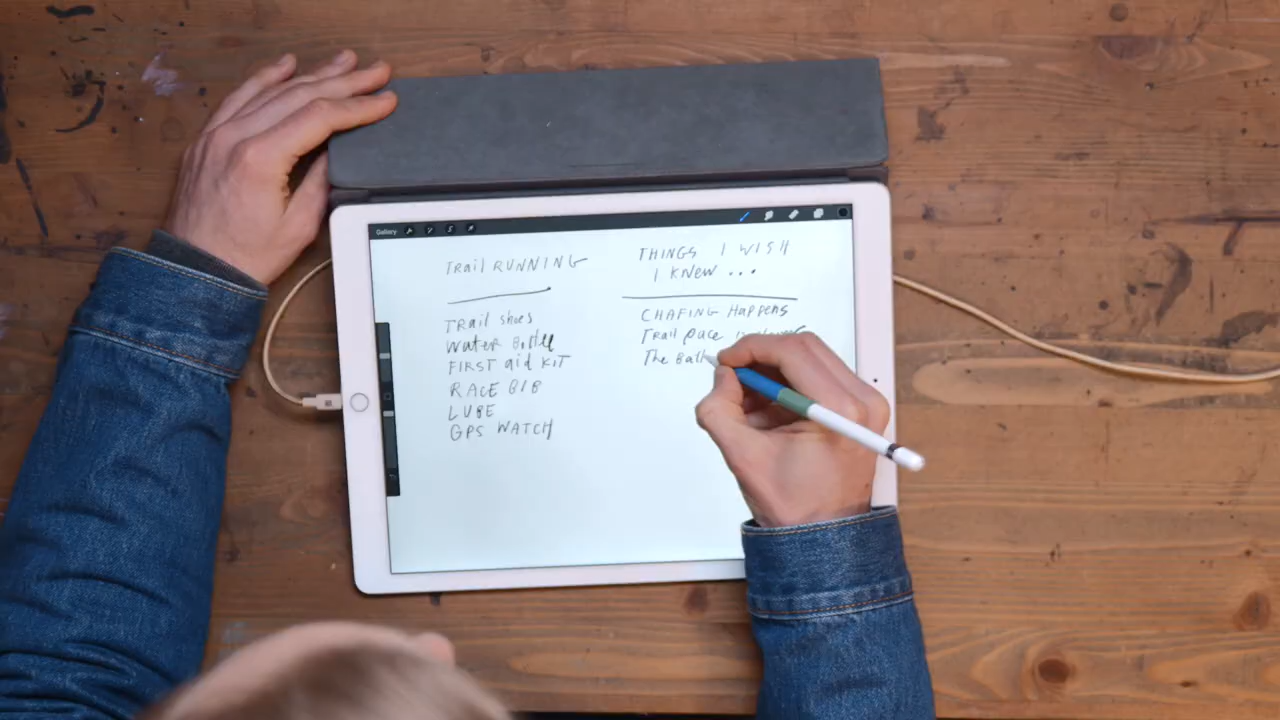 Gallery
Trail RUNNING
Trail shoes
Water Bottle
FIRST aid KIT
RACE BIB
LUBE
GPS WATCH
THINGS I WISH
I KNEW ...
CHAFING Happens
Trail pace
The